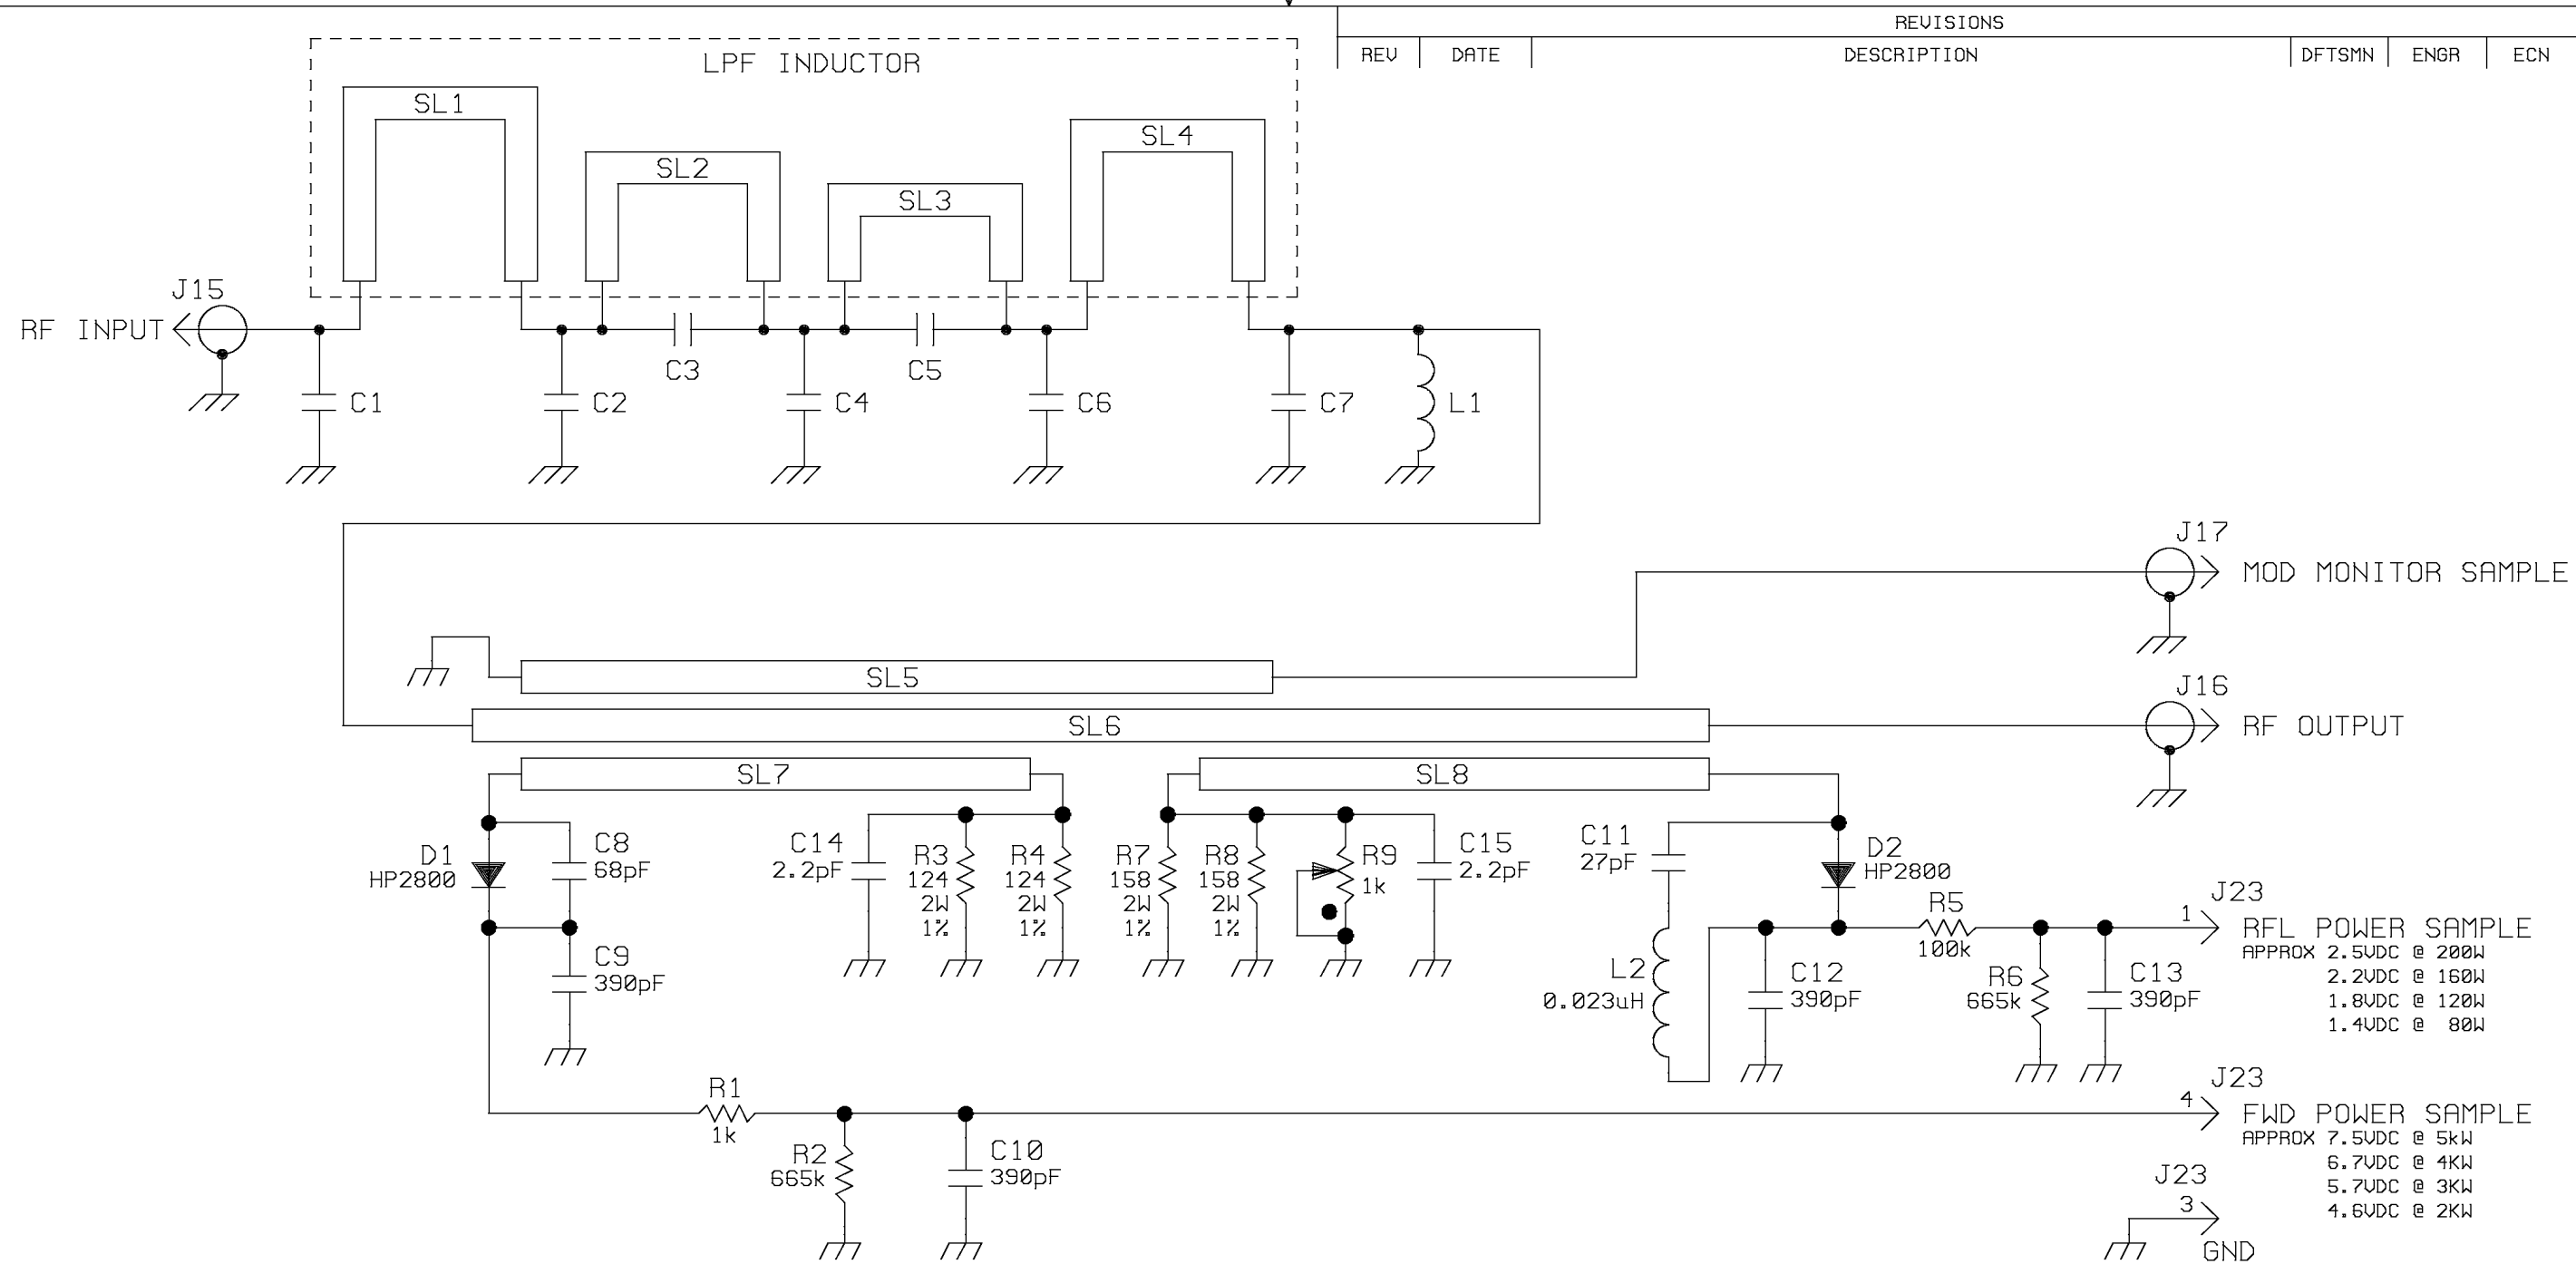 REVISIONS
REV DATE DESCRIPTION DFTSMN ENGR ECN
LPF INDUCTOR
SL1
SL2
SL3
SL4
J15
RF INPUT
C1
C2
C3
C4
C5
C6
C7
L1
J17
MOD MONITOR SAMPLE
SL5
J16
RF OUTPUT
SL6
SL7
SL8
D1
HP2800
C8
68pF
C9
390pF
C14
2.2pF
R3
124
2W
1%
R4
124
2W
1%
R7
158
2W
1%
R8
158
2W
1%
R9
1k
C15
2.2pF
C11
27pF
L2
0.023uH
D2
HP2800
C12
390pF
R5
100k
R6
665k
C13
390pF
J23
1
RFL POWER SAMPLE
APPROX 2.5VDC @ 200W
2.2VDC @ 160W
1.8VDC @ 120W
1.4VDC @ 80W
R1
1k
R2
665k
C10
390pF
J23
4
FWD POWER SAMPLE
APPROX 7.5VDC @ 5kW
6.7VDC @ 4KW
5.7VDC @ 3KW
4.6VDC @ 2KW
J23
3
GND